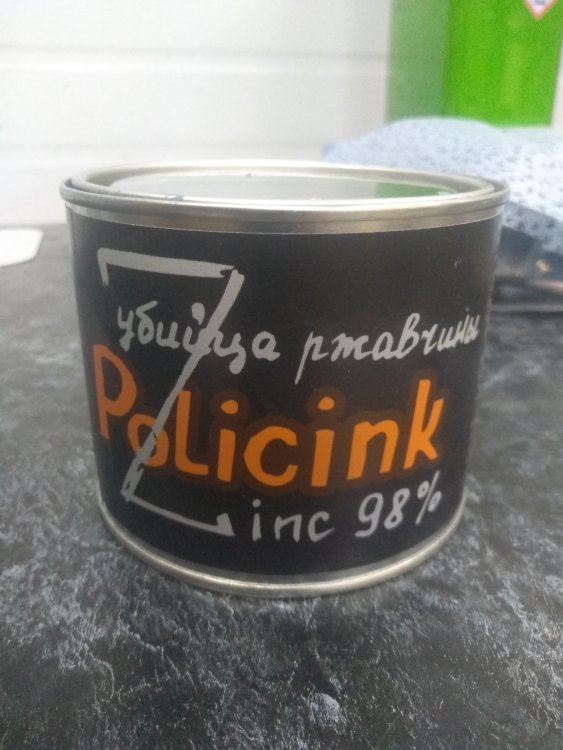 убийца ржавчины
Policink
Zinc 98%